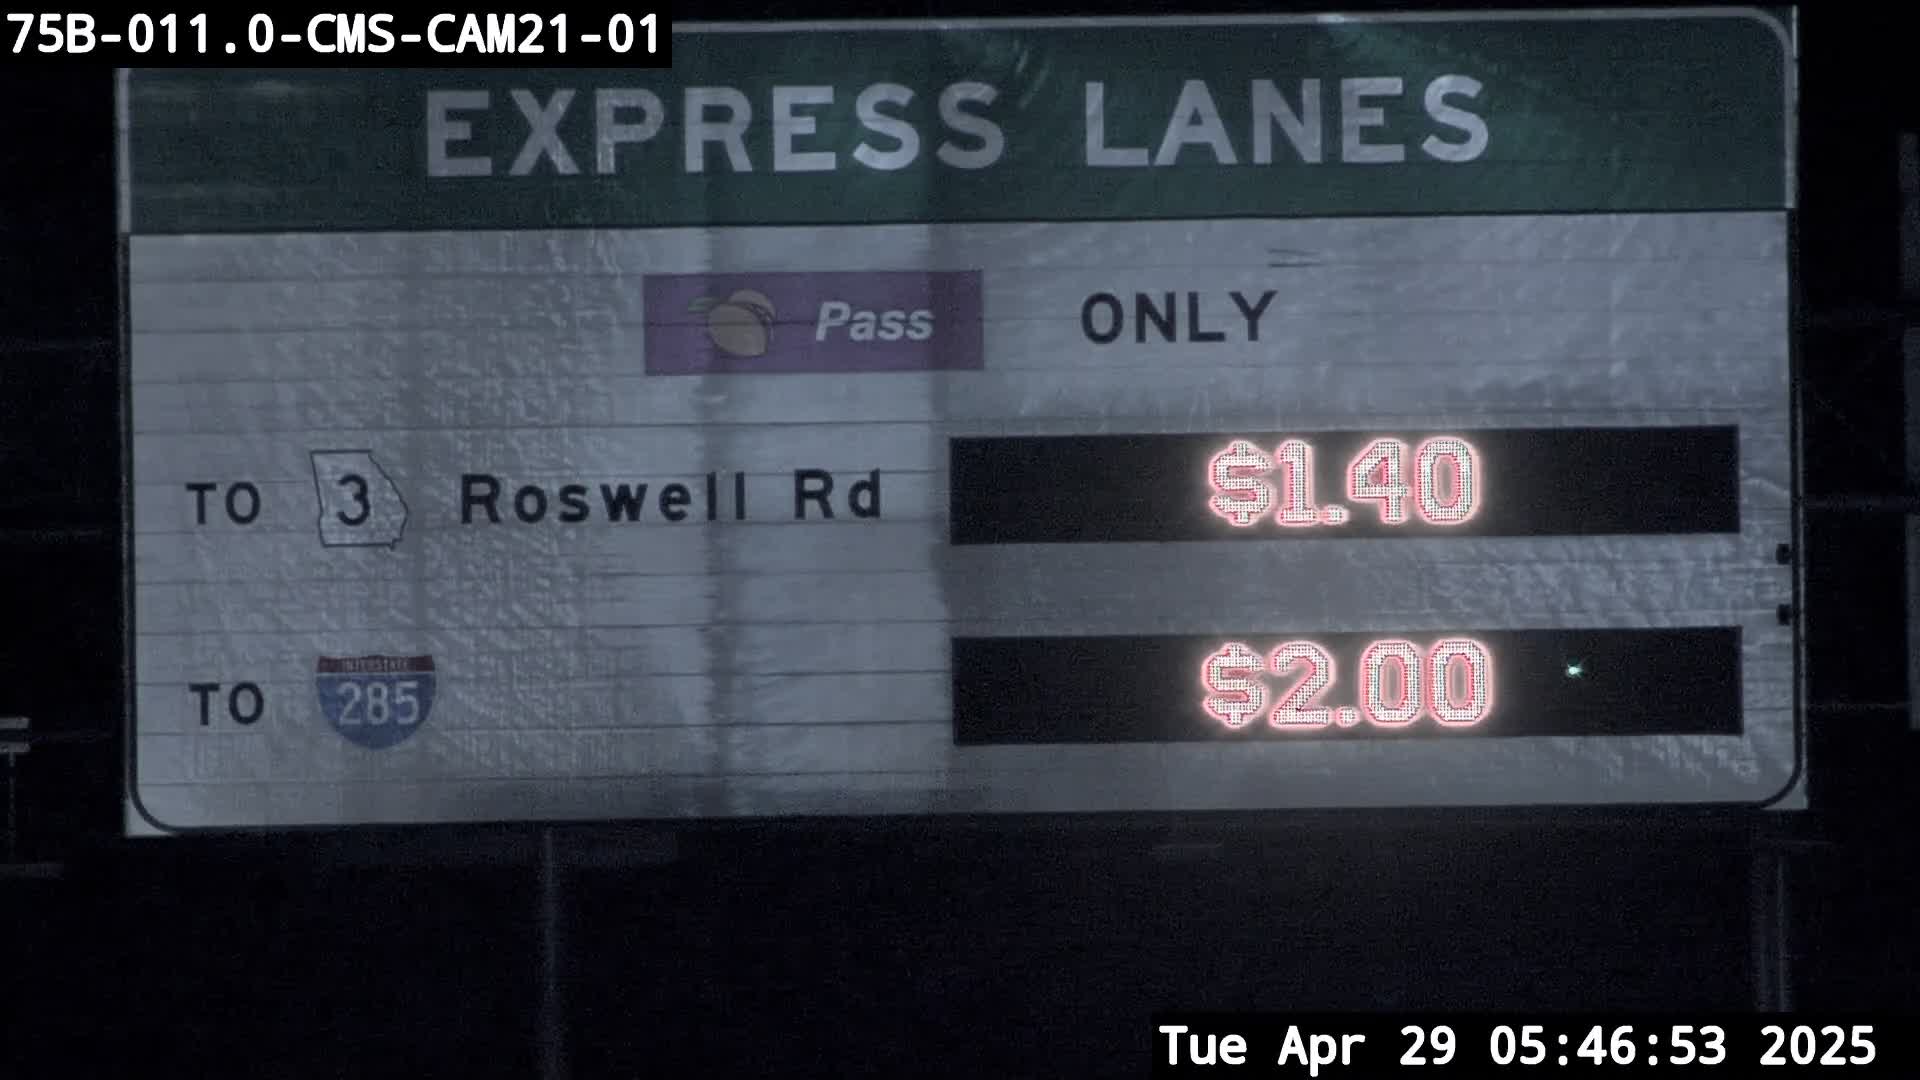 75B-011.0-CMS-CAM21-01
EXPRESS LANES
Pass ONLY
TO 3 Roswell Rd $1.40
TO INTERSTATE 285 $2.00
Tue Apr 29 05:46:53 2025